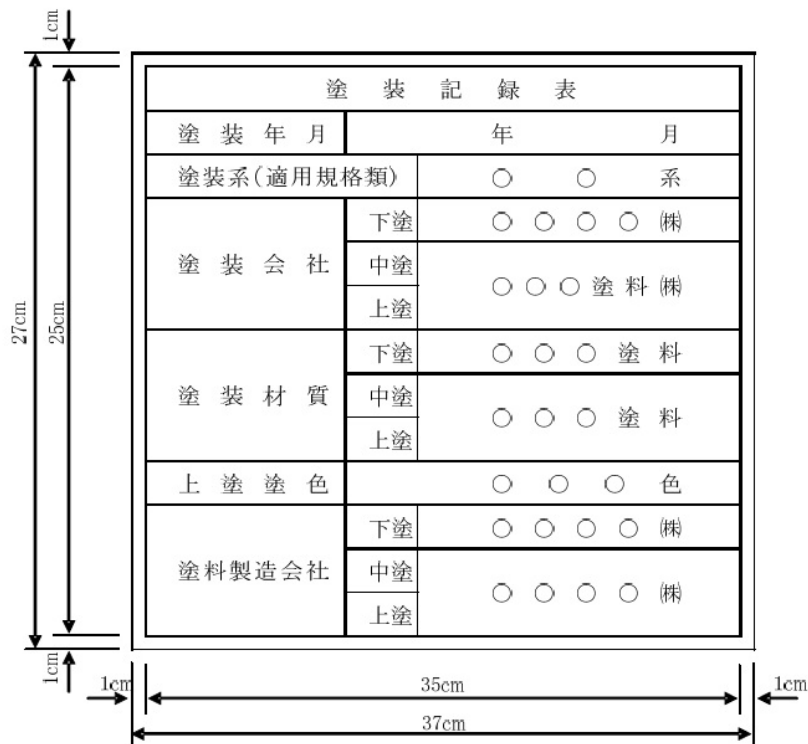 1cm
塗装記録表
塗装年月 年 月
塗装系(適用規格類) ○ ○ 系
塗装会社
下塗 ○○○○㈱
中塗
上塗
○○○塗料㈱
塗装材質
下塗 ○○○塗料
中塗
上塗
○○○塗料
上塗塗色 ○○○色
塗料製造会社
下塗 ○○○○㈱
中塗
上塗
○○○○㈱
27cm
25cm
1cm
1cm
35cm
1cm
37cm